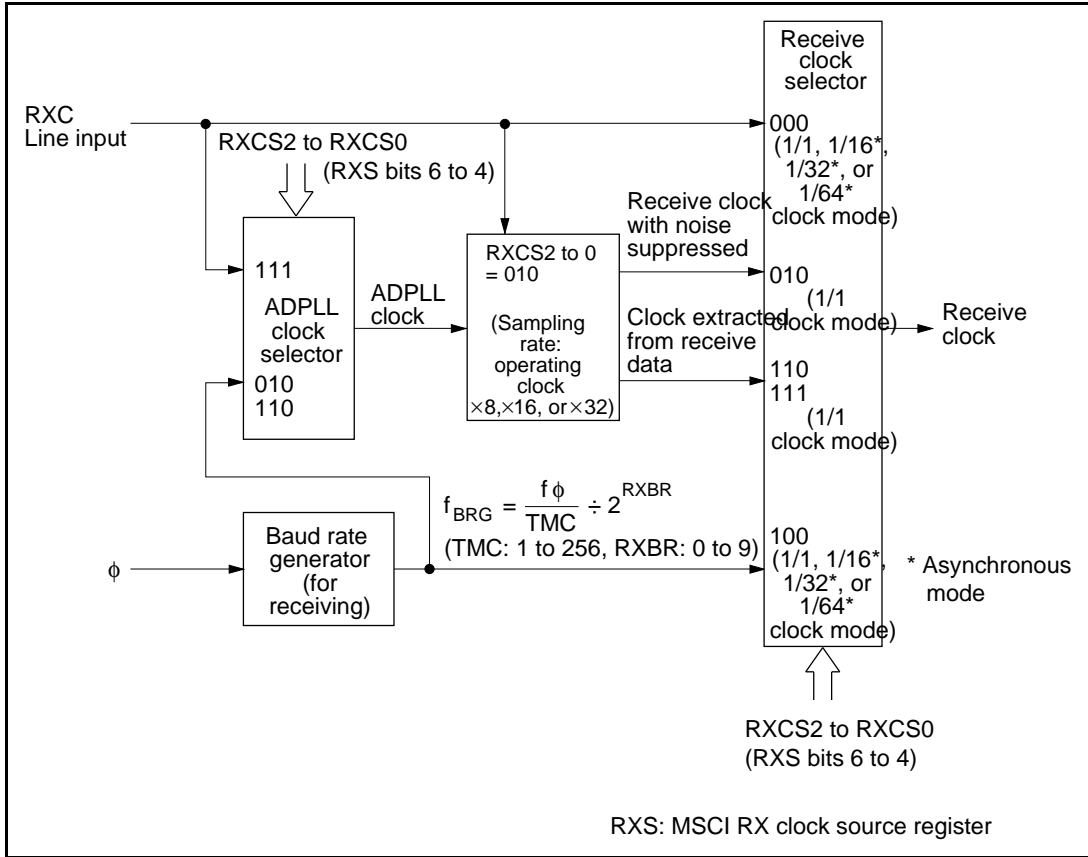 Receive
clock
selector
RXC
Line input
RXCS2 to RXCS0
(RXS bits 6 to 4)
000
(1/1, 1/16*,
1/32*, or
1/64*
clock mode)
Receive clock
with noise
suppressed
RXCS2 to 0
= 010
(Sampling
rate:
operating
clock
×8,×16, or×32)
111
ADPLL
clock
selector
010
110
ADPLL
clock
010
(1/1
clock mode)
Clock extracted
from receive
data
110
111
(1/1
clock mode)
Receive
clock
f BRG = fφ/TMC ÷ 2^RXBR
(TMC: 1 to 256, RXBR: 0 to 9)
φ
Baud rate
generator
(for
receiving)
100
(1/1, 1/16*,
1/32*, or
1/64*
clock mode)
* Asynchronous
mode
RXCS2 to RXCS0
(RXS bits 6 to 4)
RXS: MSCI RX clock source register